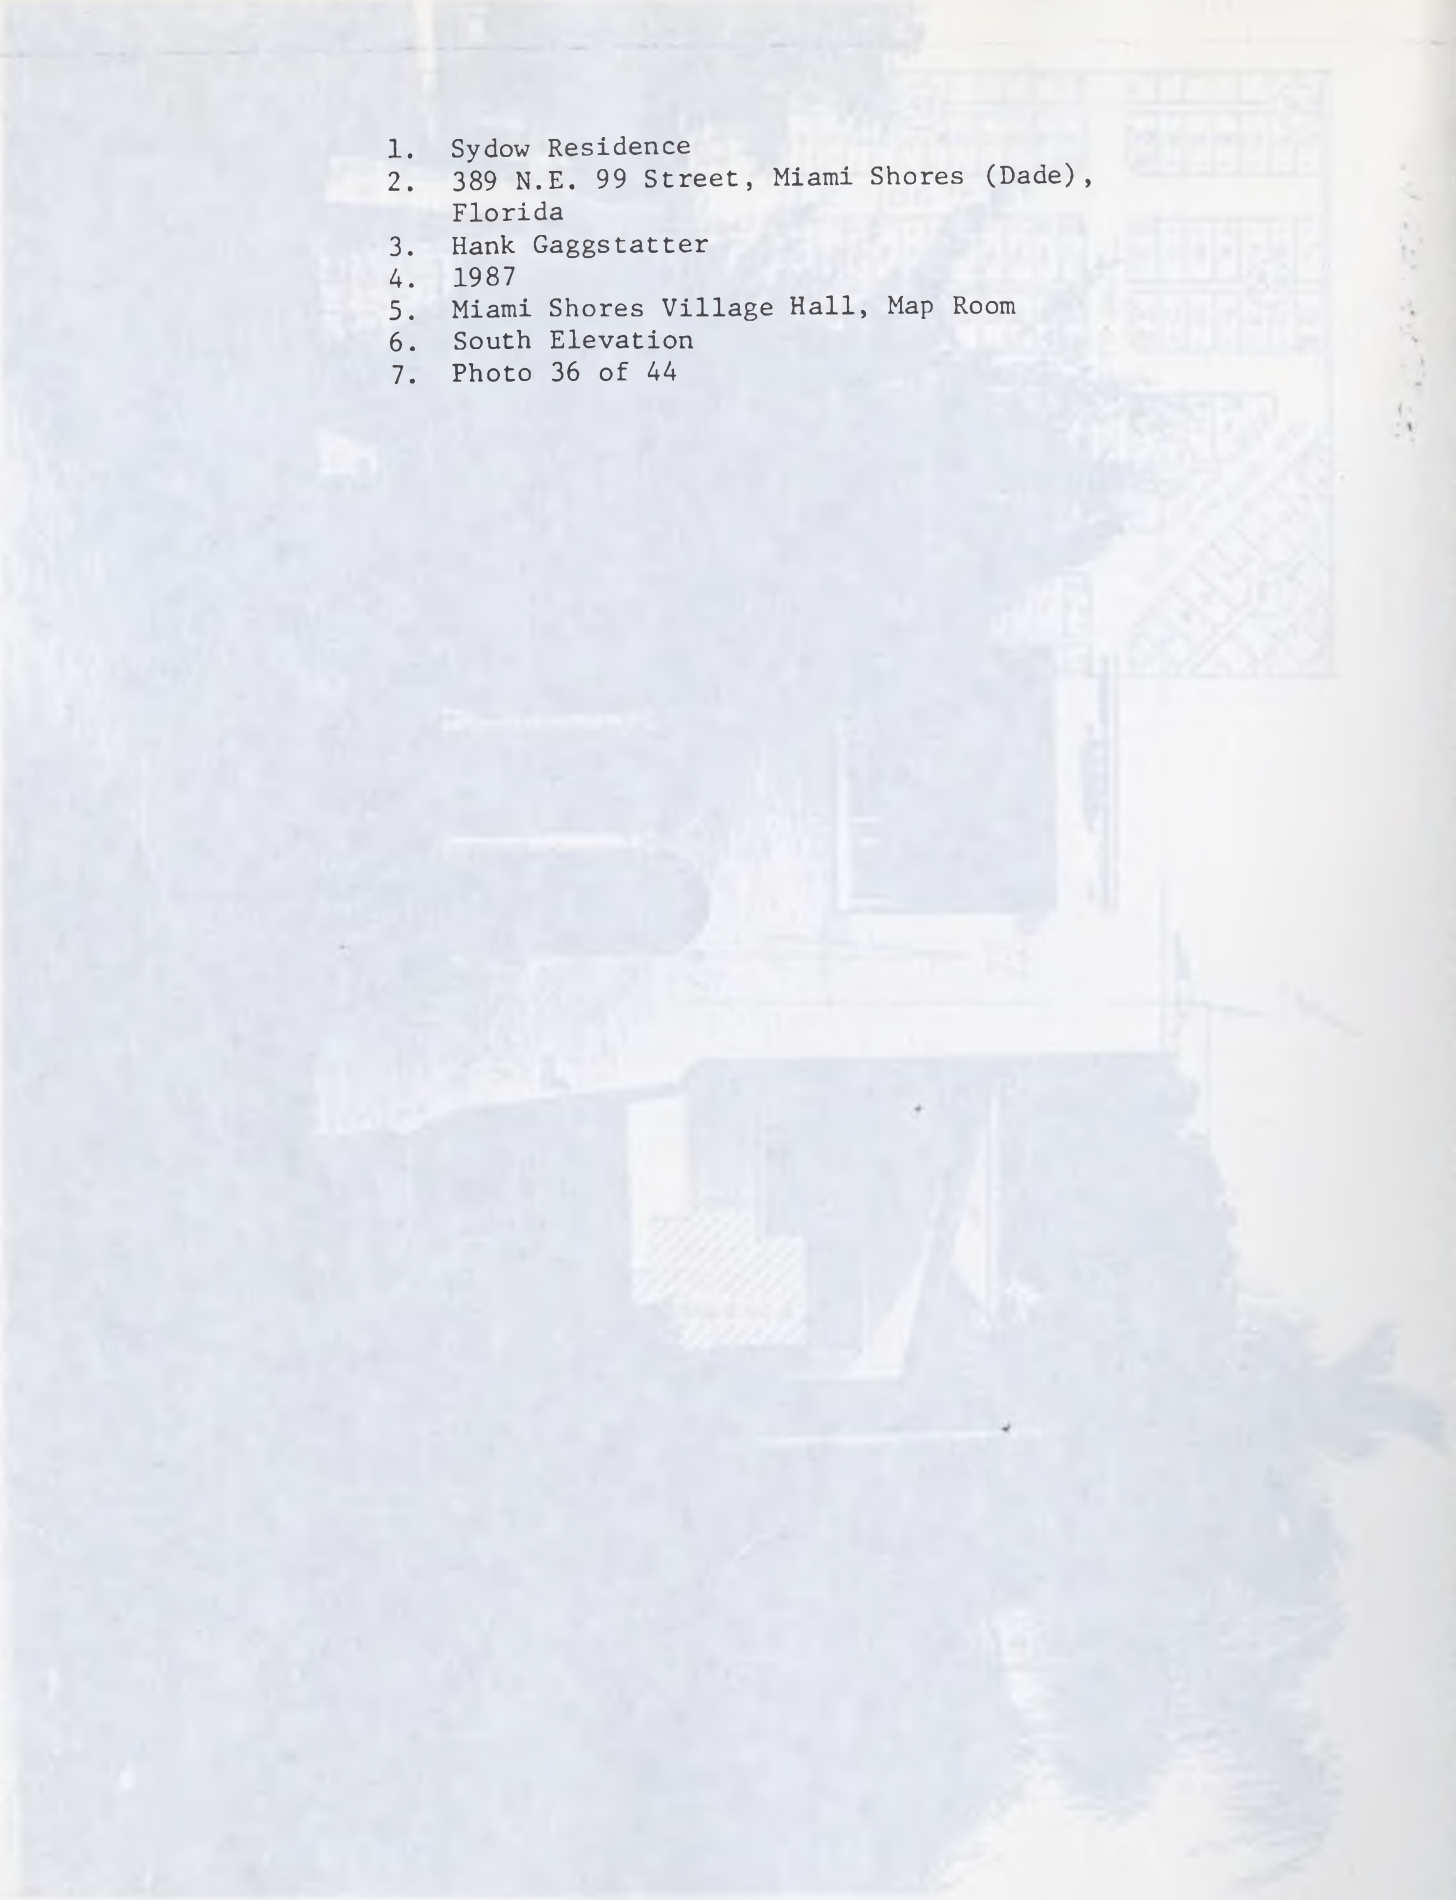 1. Sydow Residence
2. 389 N.E. 99 Street, Miami Shores (Dade),
Florida
3. Hank Gaggstatter
4. 1987
5. Miami Shores Village Hall, Map Room
6. South Elevation
7. Photo 36 of 44